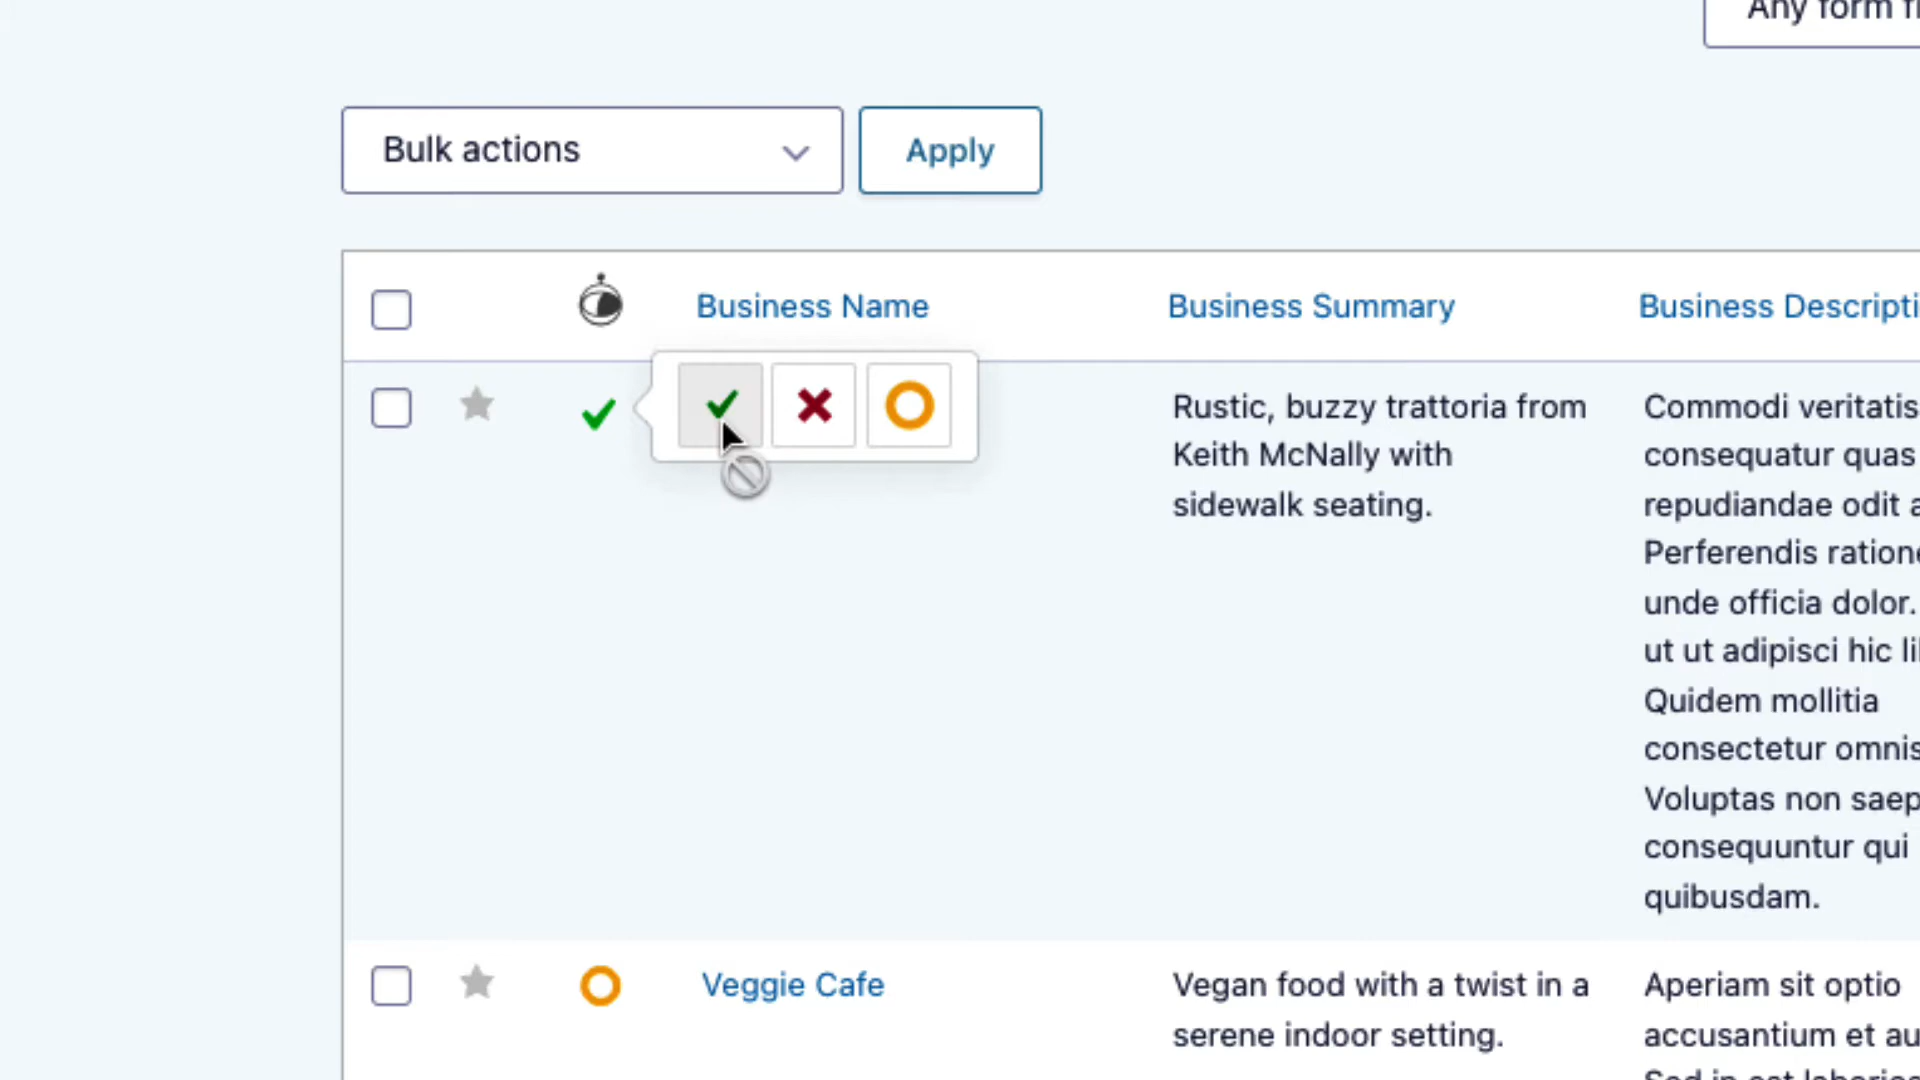 Any form
Bulk actions
Apply
Business Name
Business Summary
Business Descripti
Rustic, buzzy trattoria from
Keith McNally with
sidewalk seating.
Commodi veritatis
consequatur quas
repudiandae odit a
Perferendis ratione
unde officia dolor.
ut ut adipisci hic li
Quidem mollitia
consectetur omnis
Voluptas non saep
consequuntur qui
quibusdam.
Veggie Cafe
Vegan food with a twist in a
serene indoor setting.
Aperiam sit optio
accusantium et au